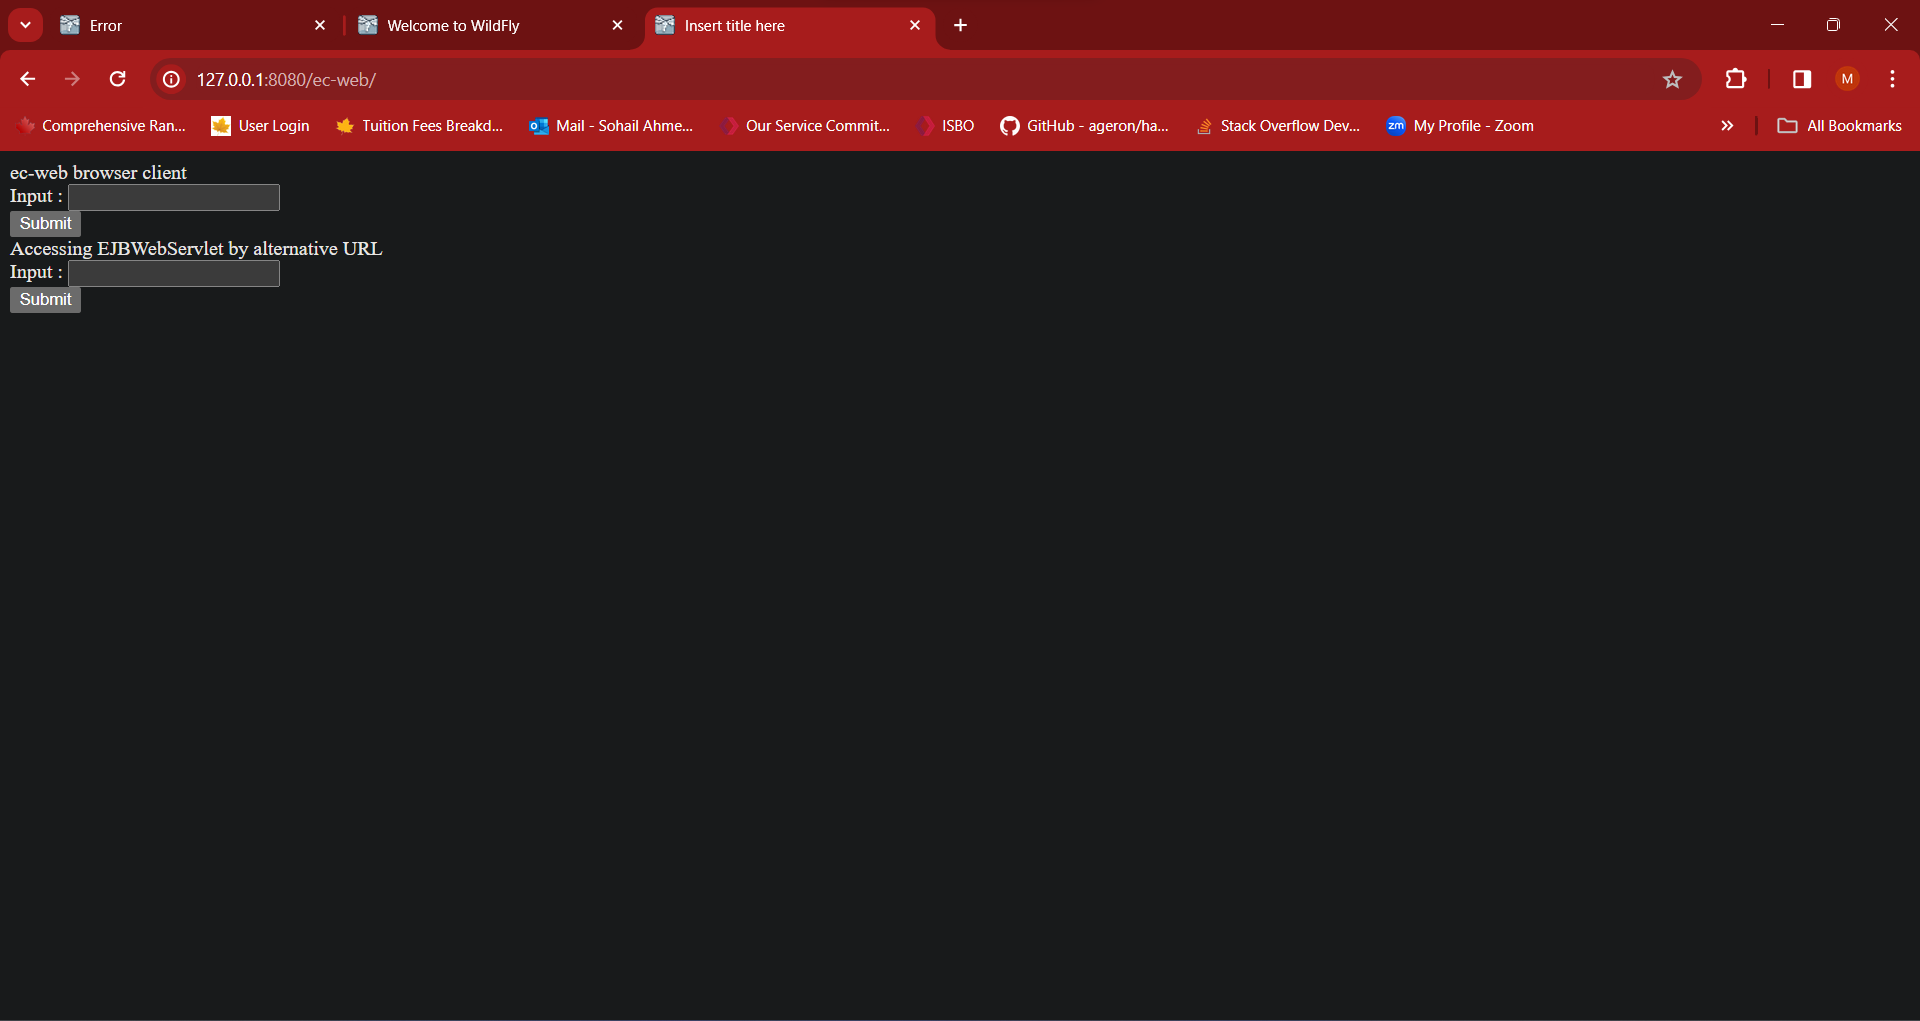 Error
Welcome to WildFly
Insert title here
127.0.0.1:8080/ec-web/
M
Comprehensive Ran...
User Login
Tuition Fees Breakd...
Mail - Sohail Ahme...
Our Service Commit...
ISBO
GitHub - ageron/ha...
Stack Overflow Dev...
zm
My Profile - Zoom
All Bookmarks
ec-web browser client
Input :
Submit
Accessing EJBWebServlet by alternative URL
Input :
Submit